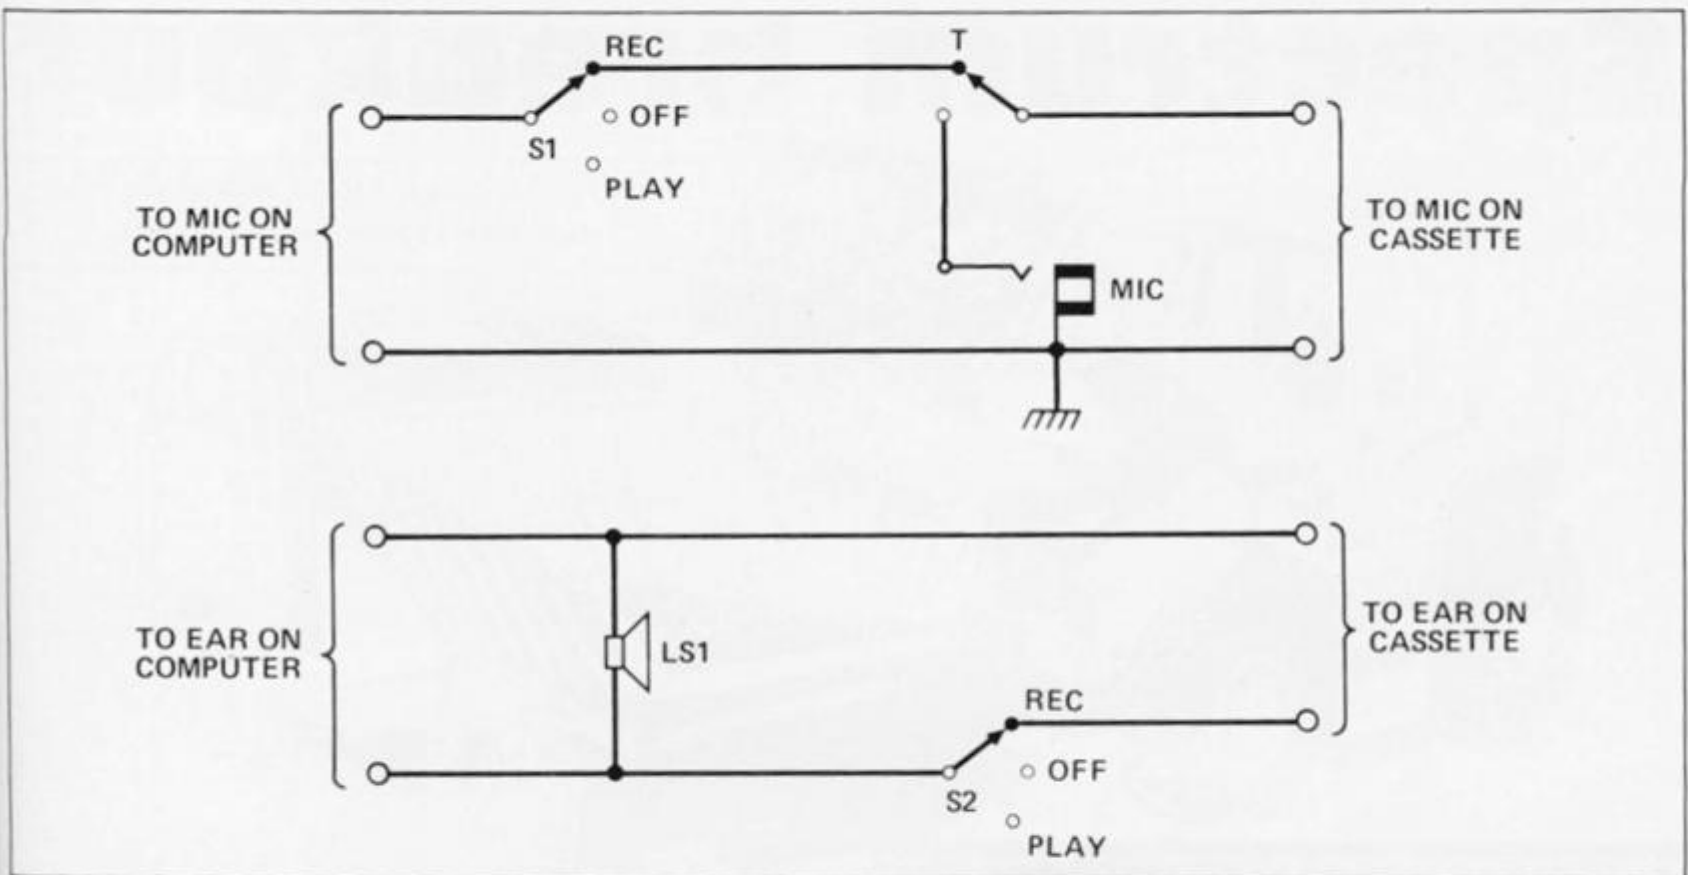 REC
T
OFF
S1
PLAY
TO MIC ON
COMPUTER
TO MIC ON
CASSETTE
MIC
TO EAR ON
COMPUTER
LS1
TO EAR ON
CASSETTE
REC
OFF
S2
PLAY